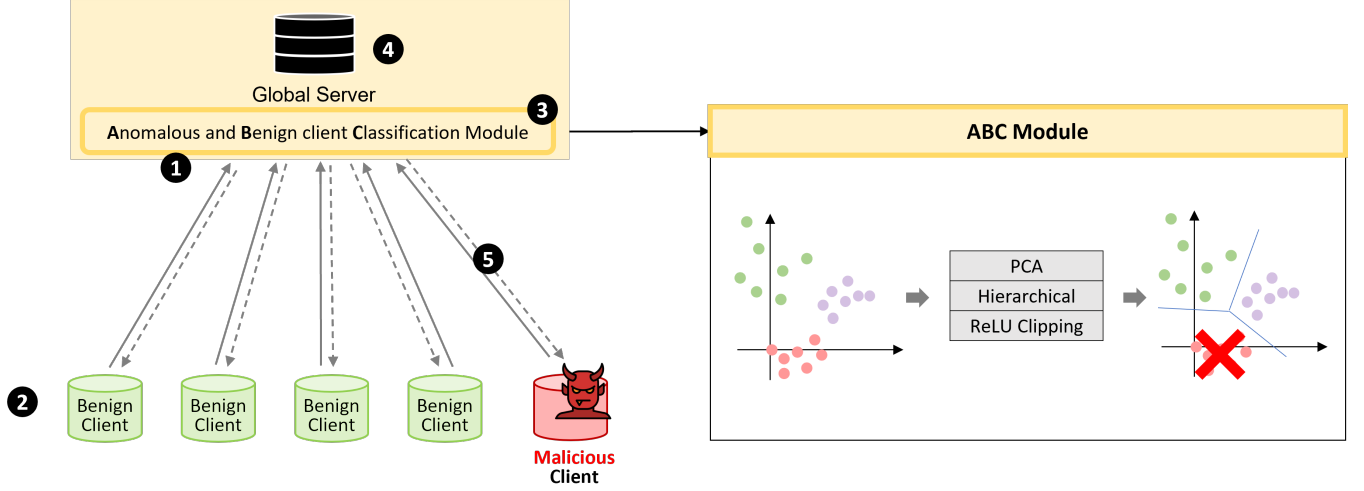 4
Global Server
3
Anomalous and Benign client Classification Module
ABC Module
1
5
PCA
Hierarchical
ReLU Clipping
2
Benign
Client
Benign
Client
Benign
Client
Benign
Client
Malicious
Client